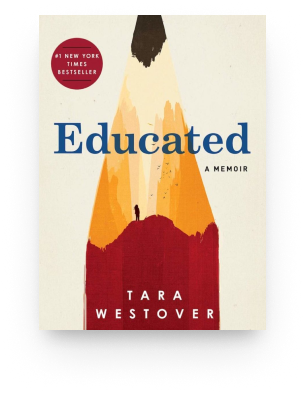 #1 NEW YORK
TIMES
BESTSELLER
Educated
A MEMOIR
TARA
WESTOVER